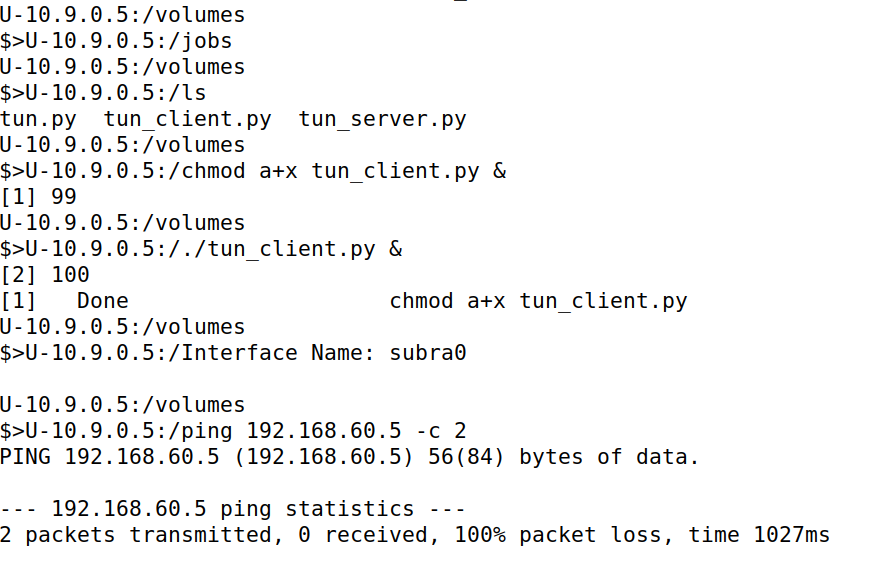 U-10.9.0.5:/volumes
$>U-10.9.0.5:/jobs
U-10.9.0.5:/volumes
$>U-10.9.0.5:/ls
tun.py  tun_client.py  tun_server.py
U-10.9.0.5:/volumes
$>U-10.9.0.5:/chmod a+x tun_client.py &
[1] 99
U-10.9.0.5:/volumes
$>U-10.9.0.5:/./tun_client.py &
[2] 100
[1]   Done                    chmod a+x tun_client.py
U-10.9.0.5:/volumes
$>U-10.9.0.5:/Interface Name: subra0
U-10.9.0.5:/volumes
$>U-10.9.0.5:/ping 192.168.60.5 -c 2
PING 192.168.60.5 (192.168.60.5) 56(84) bytes of data.
--- 192.168.60.5 ping statistics ---
2 packets transmitted, 0 received, 100% packet loss, time 1027ms